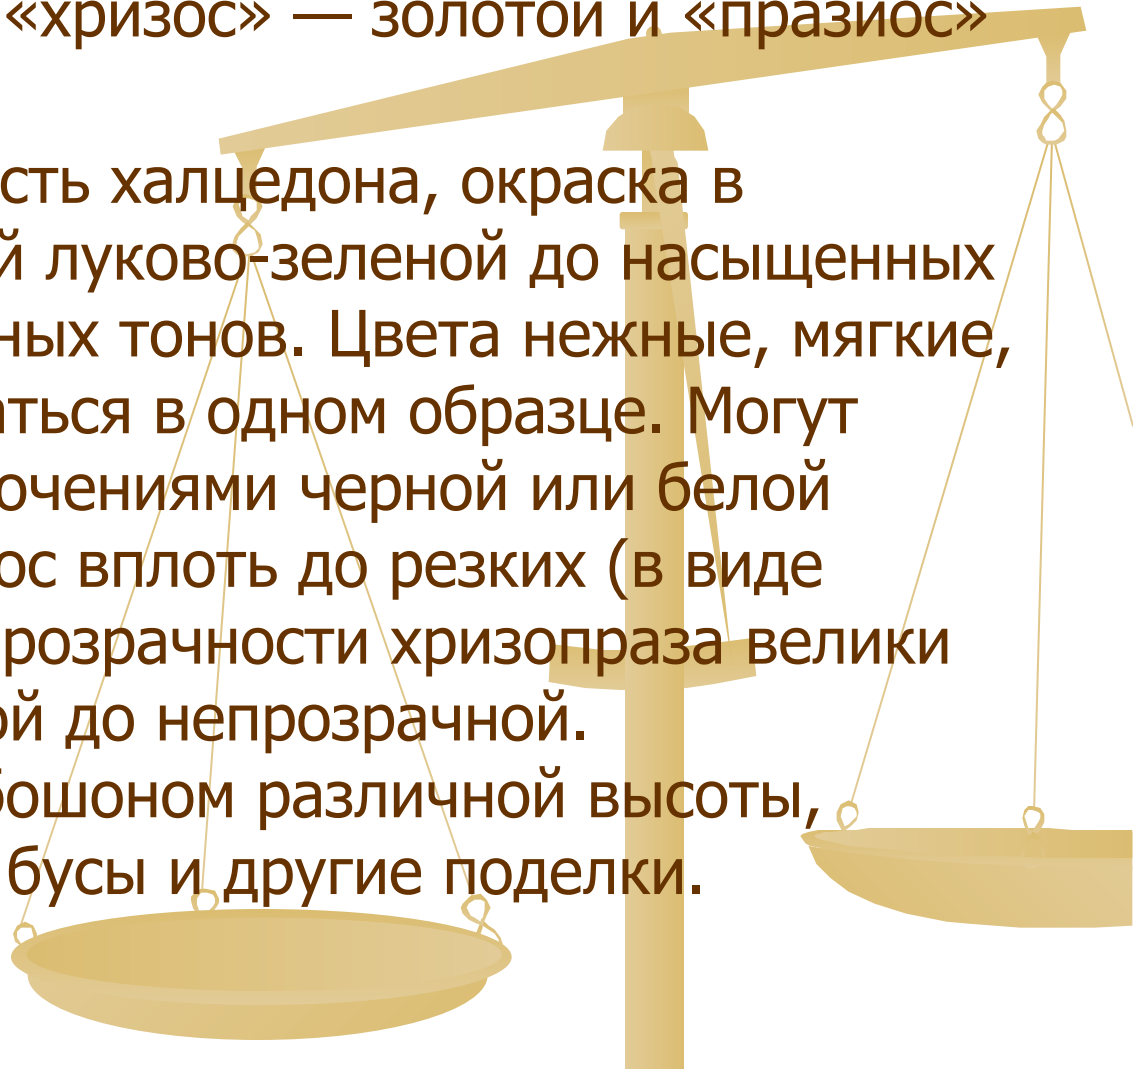 «хризос» — золотой и «празиос»
сть халцедона, окраска в
й луково-зеленой до насыщенных
ных тонов. Цвета нежные, мягкие,
аться в одном образце. Могут
очениями черной или белой
ос вплоть до резких (в виде
розрачности хризопраза велики
ой до непрозрачной.
бошоном различной высоты,
бусы и другие поделки.